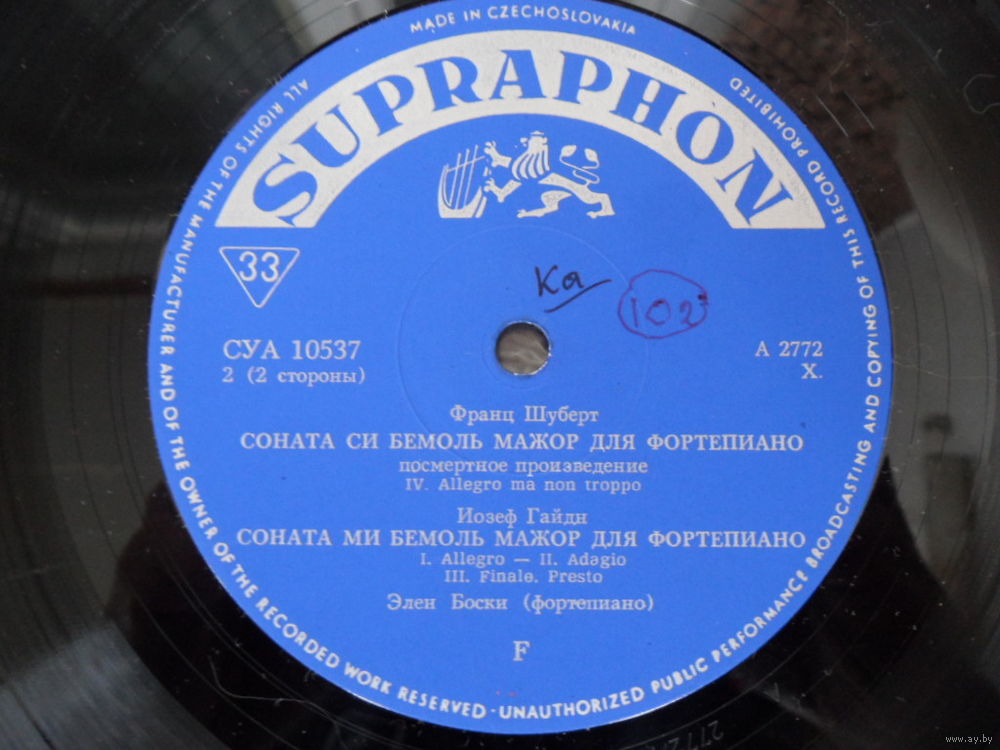 MADE IN CZECHOSLOVAKIA
SUPRAPHON
ALL RIGHTS OF THE MANUFACTURER AND OF THE OWNER OF THE RECORDED WORK RESERVED · UNAUTHORIZED PUBLIC PERFORMANCE BROADCASTING AND COPYING OF THIS RECORD PROHIBITED
33
Ка
102
СУА 10537
2 (2 стороны)
А 2772
X.
Франц Шуберт
СОНАТА СИ БЕМОЛЬ МАЖОР ДЛЯ ФОРТЕПИАНО
посмертное произведение
IV. Allegro ma non troppo
Иозеф Гайдн
СОНАТА МИ БЕМОЛЬ МАЖОР ДЛЯ ФОРТЕПИАНО
I. Allegro — II. Adagio
III. Finale. Presto
Элен Боски (фортепиано)
F
www.ay.by